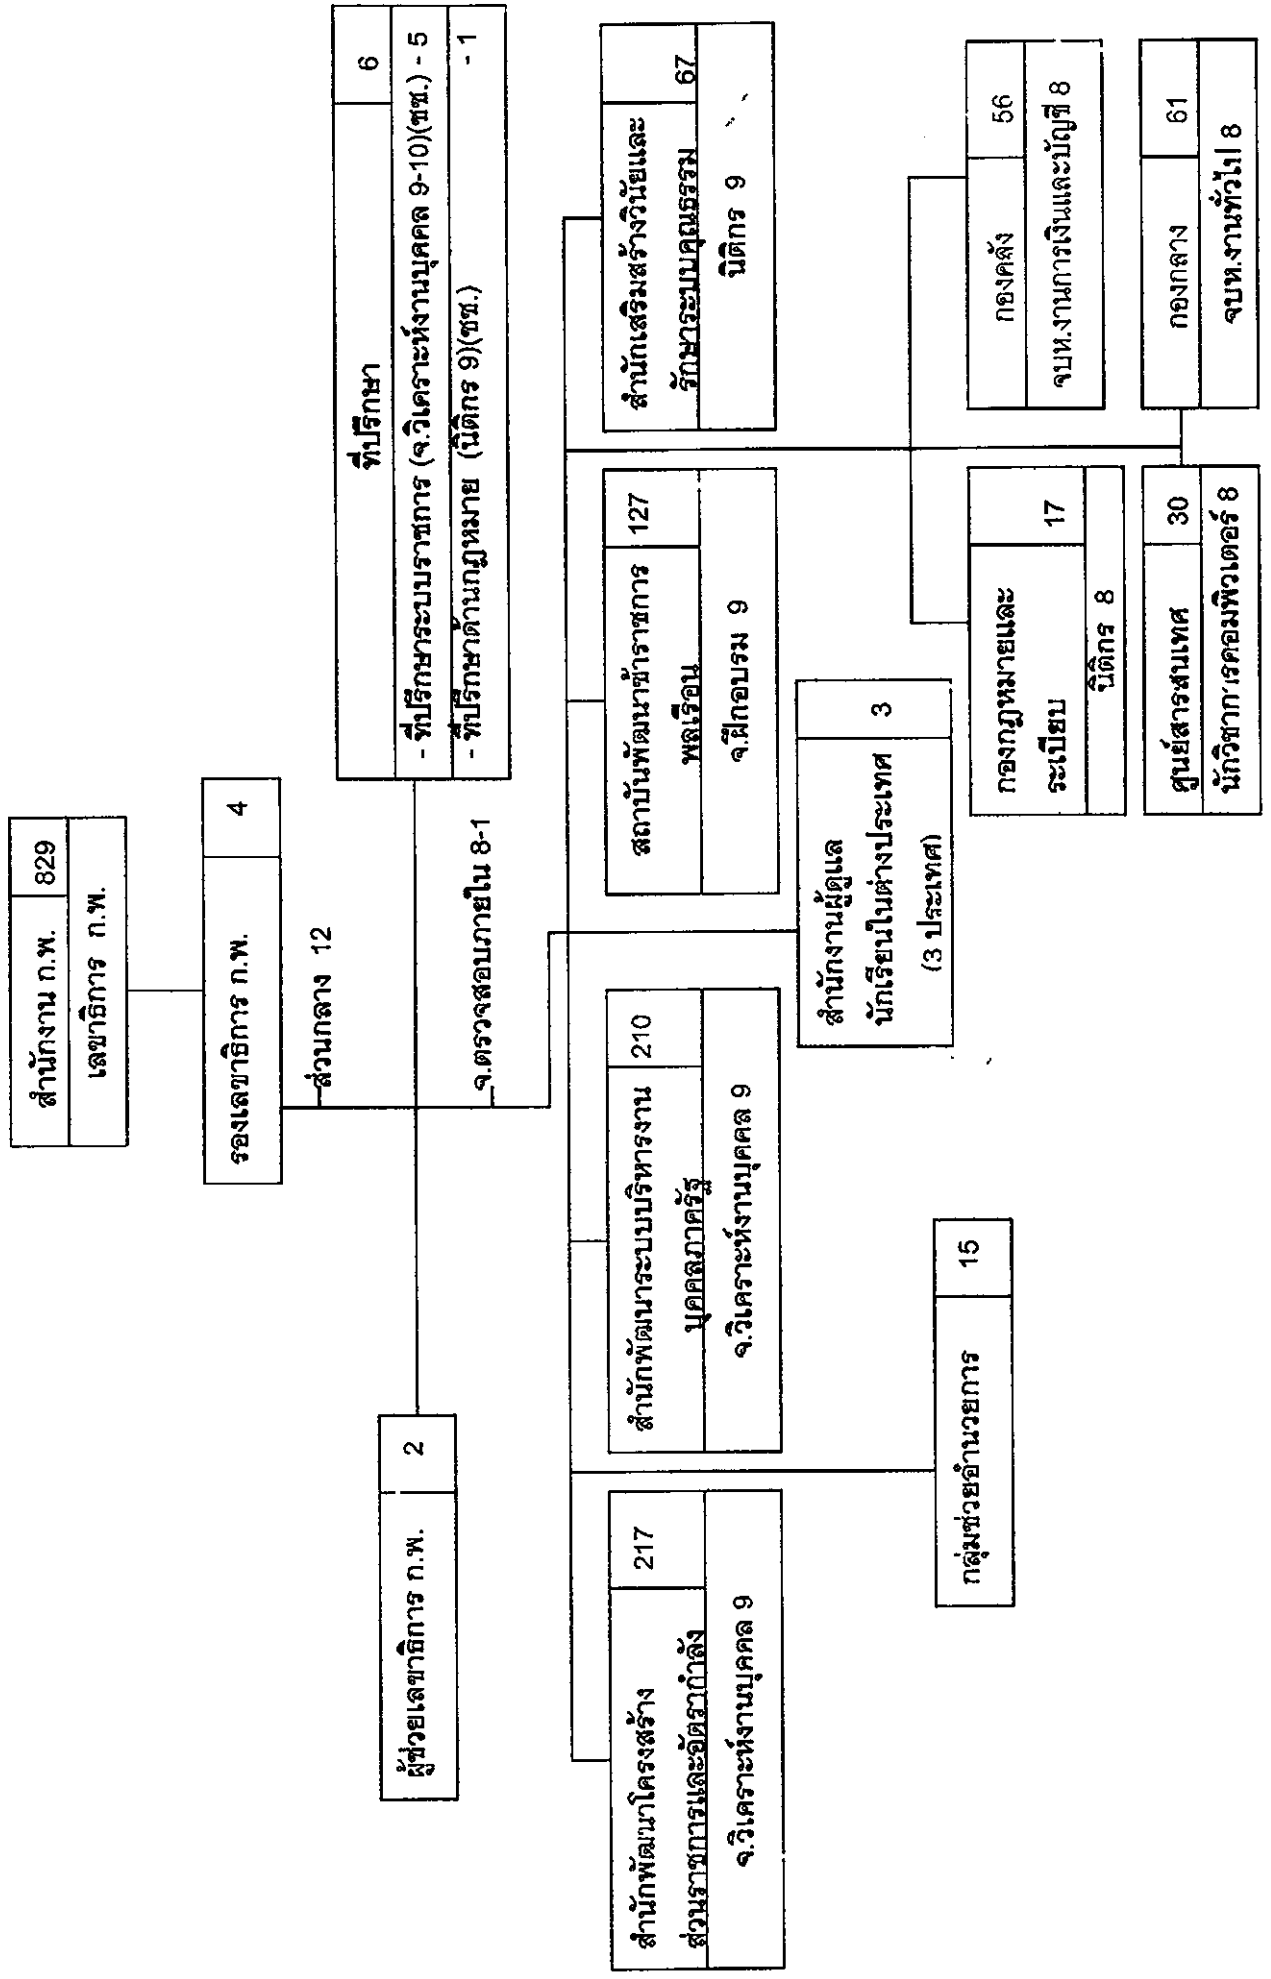 สำนักงาน ก.พ. 829
เลขาธิการ ก.พ.
รองเลขาธิการ ก.พ. 4
ส่วนกลาง 12
ผู้ช่วยเลขาธิการ ก.พ. 2
ที่ปรึกษา 6
- ที่ปรึกษาระบบราชการ (จ.วิเคราะห์งานบุคคล 9-10)(ชช.) - 5
- ที่ปรึกษาด้านกฎหมาย (นิติกร 9)(ชช.) - 1
จ.ตรวจสอบภายใน 8-1
สำนักพัฒนาโครงสร้าง 217
ส่วนราชการและอัตรากำลัง
จ.วิเคราะห์งานบุคคล 9
สำนักพัฒนาระบบบริหารงาน 210
บุคคลภาครัฐ
จ.วิเคราะห์งานบุคคล 9
สถาบันพัฒนาข้าราชการ 127
พลเรือน
จ.ฝึกอบรม 9
สำนักเสริมสร้างวินัยและ
รักษาระบบคุณธรรม 67
นิติกร 9
สำนักงานผู้ดูแล
นักเรียนในต่างประเทศ 3
(3 ประเทศ)
กลุ่มช่วยอำนวยการ 15
กองกฎหมายและ
ระเบียบ 17
นิติกร 8
กองคลัง 56
จบห.งานการเงินและบัญชี 8
ศูนย์สารสนเทศ 30
นักวิชาการคอมพิวเตอร์ 8
กองกลาง 61
จบห.งานทั่วไป 8